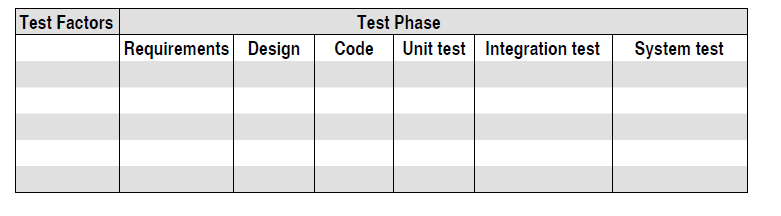 Test Factors Test Phase
Requirements Design Code Unit test Integration test System test